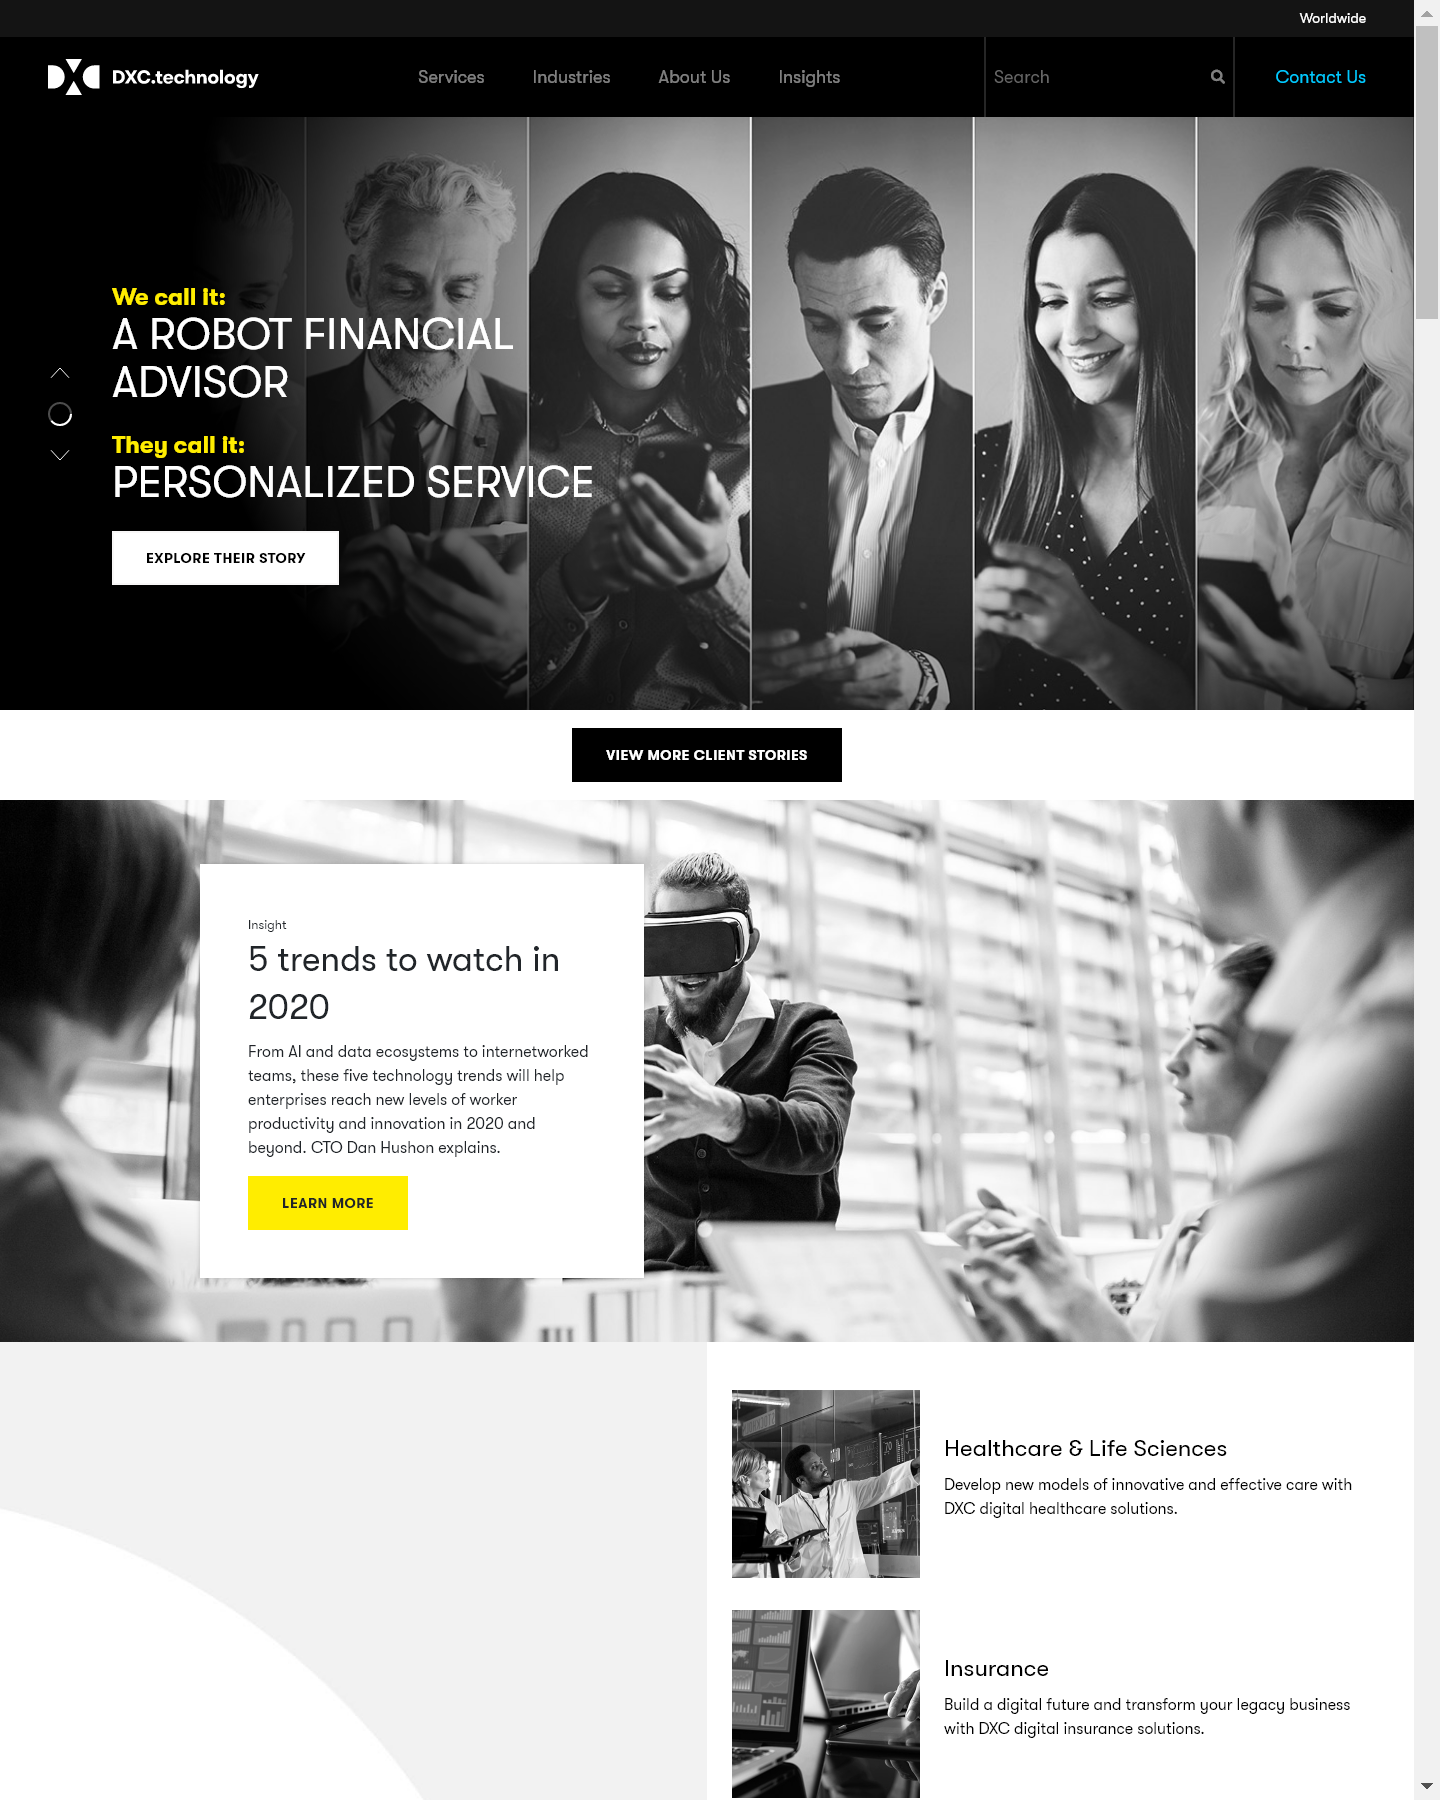 Worldwide
DXC.technology
Services
Industries
About Us
Insights
Search
Contact Us
We call it:
A ROBOT FINANCIAL
ADVISOR
They call it:
PERSONALIZED SERVICE
EXPLORE THEIR STORY
VIEW MORE CLIENT STORIES
Insight
5 trends to watch in
2020
From AI and data ecosystems to internetworked
teams, these five technology trends will help
enterprises reach new levels of worker
productivity and innovation in 2020 and
beyond. CTO Dan Hushon explains.
LEARN MORE
Healthcare & Life Sciences
Develop new models of innovative and effective care with
DXC digital healthcare solutions.
Insurance
Build a digital future and transform your legacy business
with DXC digital insurance solutions.